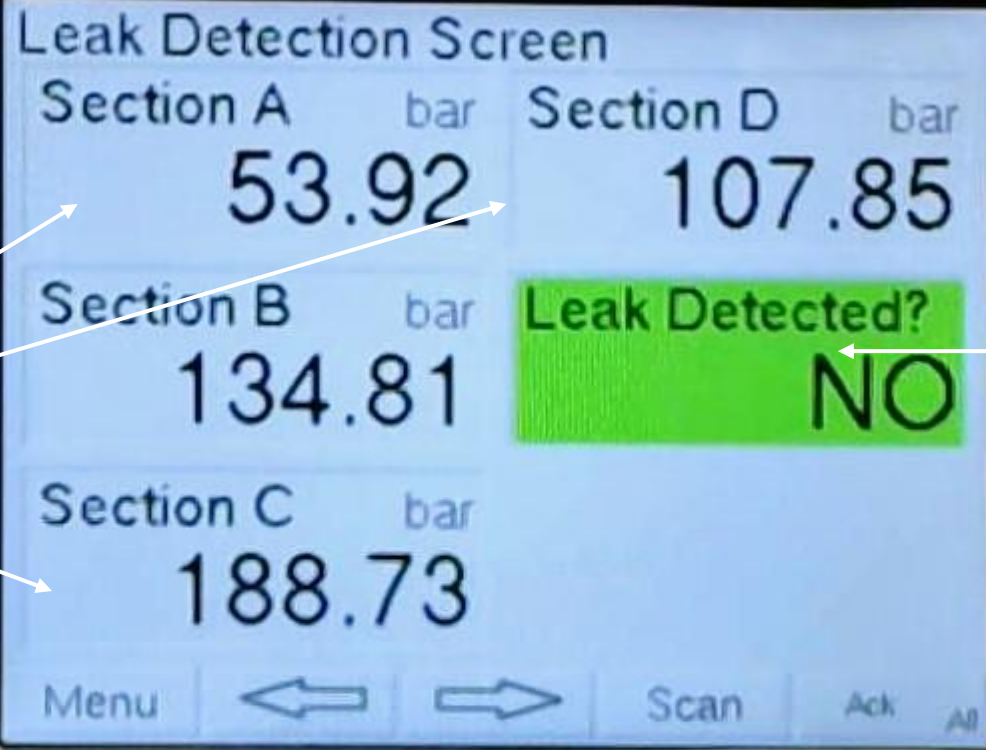 Leak Detection Screen
Section A bar
53.92
Section D bar
107.85
Section B bar
134.81
Leak Detected?
NO
Section C bar
188.73
Menu Scan Ack All